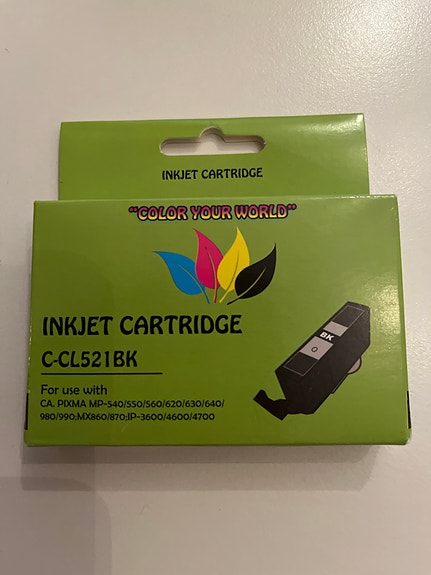 INKJET CARTRIDGE
"COLOR YOUR WORLD"
INKJET CARTRIDGE
C-CL521BK
For use with
CA. PIXMA MP-540/550/560/620/630/640/
980/990;MX860/870;IP-3600/4600/4700
BK